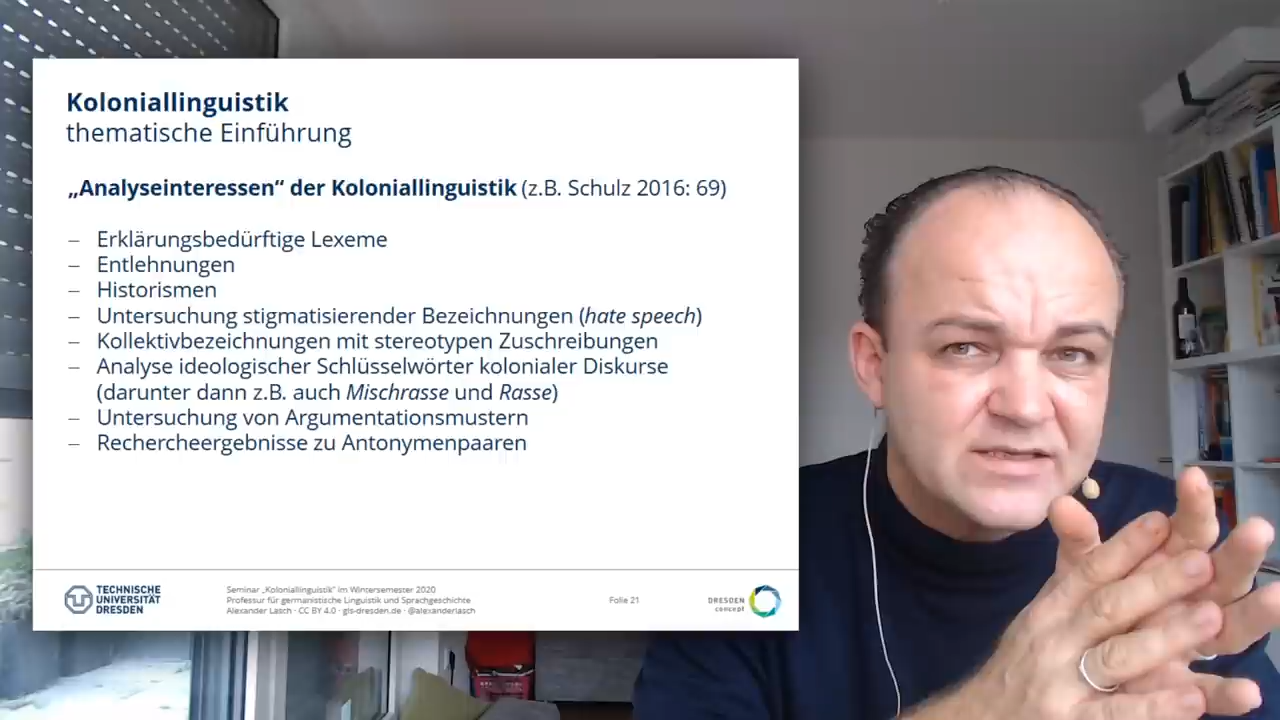 Koloniallinguistik
thematische Einführung
„Analyseinteressen“ der Koloniallinguistik (z.B. Schulz 2016: 69)
– Erklärungsbedürftige Lexeme
– Entlehnungen
– Historismen
– Untersuchung stigmatisierender Bezeichnungen (hate speech)
– Kollektivbezeichnungen mit stereotypen Zuschreibungen
– Analyse ideologischer Schlüsselwörter kolonialer Diskurse
(darunter dann z.B. auch Mischrasse und Rasse)
– Untersuchung von Argumentationsmustern
– Rechercheergebnisse zu Antonymenpaaren
TECHNISCHE
UNIVERSITÄT
DRESDEN
Seminar „Koloniallinguistik“ im Wintersemester 2020
Professur für germanistische Linguistik und Sprachgeschichte
Alexander Lasch · CC BY 4.0 · gls-dresden.de · @alexanderlasch
Folie 21
DRESDEN
concept